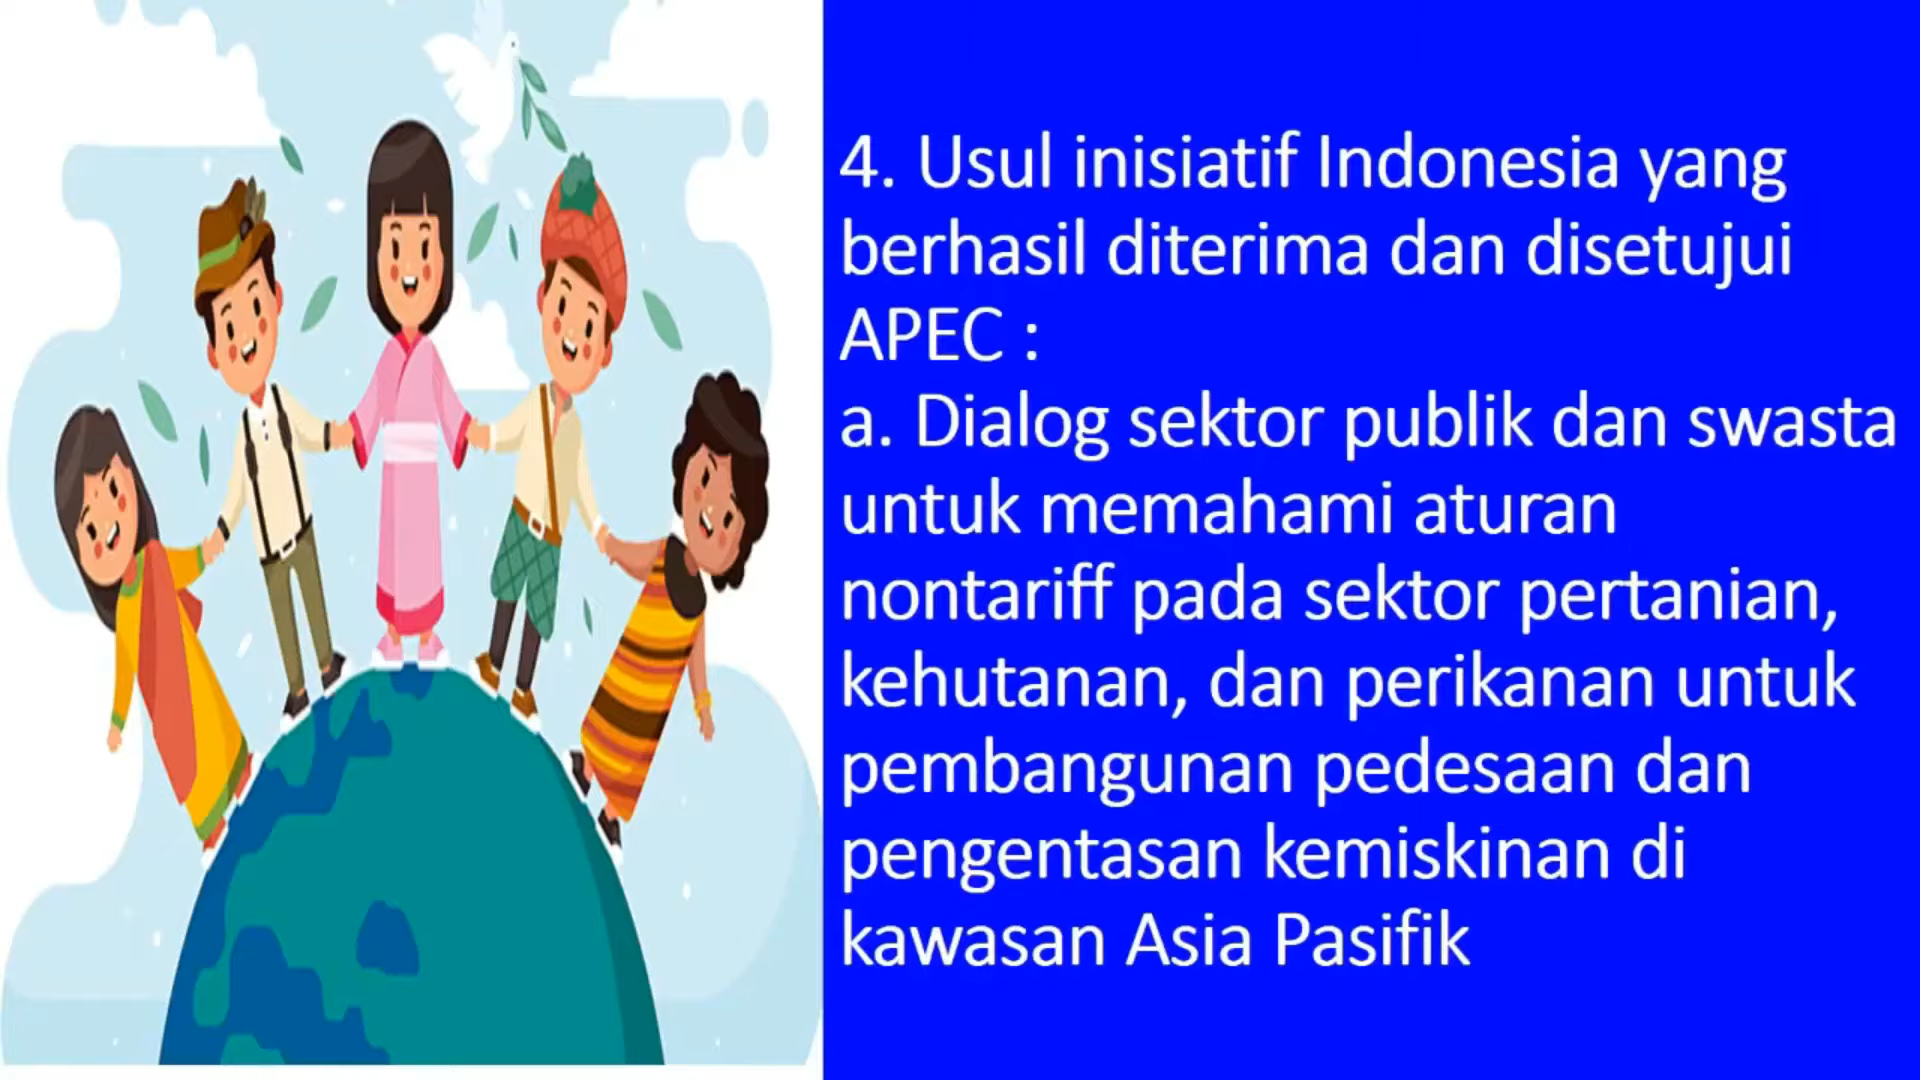 4. Usul inisiatif Indonesia yang
berhasil diterima dan disetujui
APEC :
a. Dialog sektor publik dan swasta
untuk memahami aturan
nontariff pada sektor pertanian,
kehutanan, dan perikanan untuk
pembangunan pedesaan dan
pengentasan kemiskinan di
kawasan Asia Pasifik